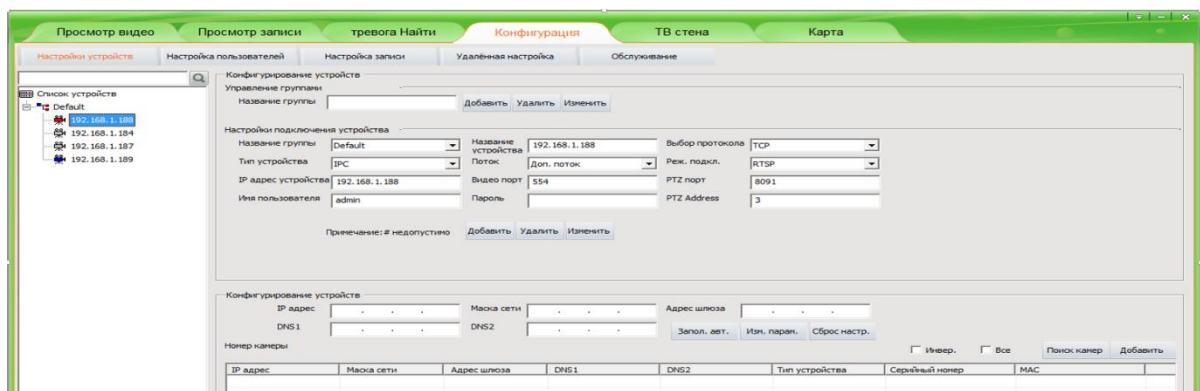 Просмотр видео Просмотр записи тревога Найти Конфигурация ТВ стена Карта
Настройки устройств Настройка пользователей Настройка записи Удалённая настройка Обслуживание
Список устройств
Default
192.168.1.188
192.168.1.184
192.168.1.187
192.168.1.189
Конфигурирование устройств
Управление группами
Название группы Добавить Удалить Изменить
Настройки подключения устройства
Название группы Default Название устройства 192.168.1.188 Выбор протокола TCP
Тип устройства IPC Поток Доп. поток Реж. подкл. RTSP
IP адрес устройства 192.168.1.188 Видео порт 554 PTZ порт 8091
Имя пользователя admin Пароль PTZ Address 3
Примечание: # недопустимо Добавить Удалить Изменить
Конфигурирование устройств
IP адрес Маска сети Адрес шлюза
DNS1 DNS2 Запол. авт. Изм. парам. Сброс настр.
Номер камеры Инвер. Все Поиск камер Добавить
IP адрес Маска сети Адрес шлюза DNS1 DNS2 Тип устройства Серийный номер MAC